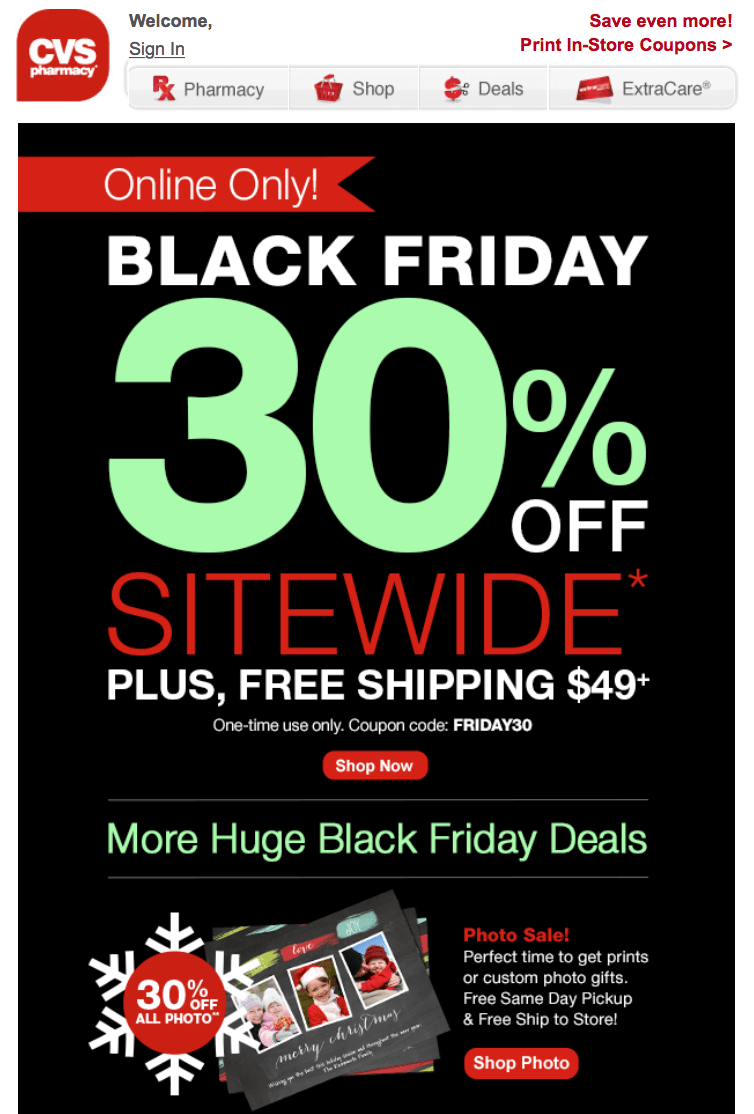 CVS
pharmacy®
Welcome,
Sign In
Save even more!
Print In-Store Coupons >
Pharmacy
Shop
Deals
ExtraCare®
Online Only!
BLACK FRIDAY
30%
OFF
SITEWIDE*
PLUS, FREE SHIPPING $49+
One-time use only. Coupon code: FRIDAY30
Shop Now
More Huge Black Friday Deals
30% OFF
ALL PHOTO**
love
JOY
merry christmas
Photo Sale!
Perfect time to get prints
or custom photo gifts.
Free Same Day Pickup
& Free Ship to Store!
Shop Photo